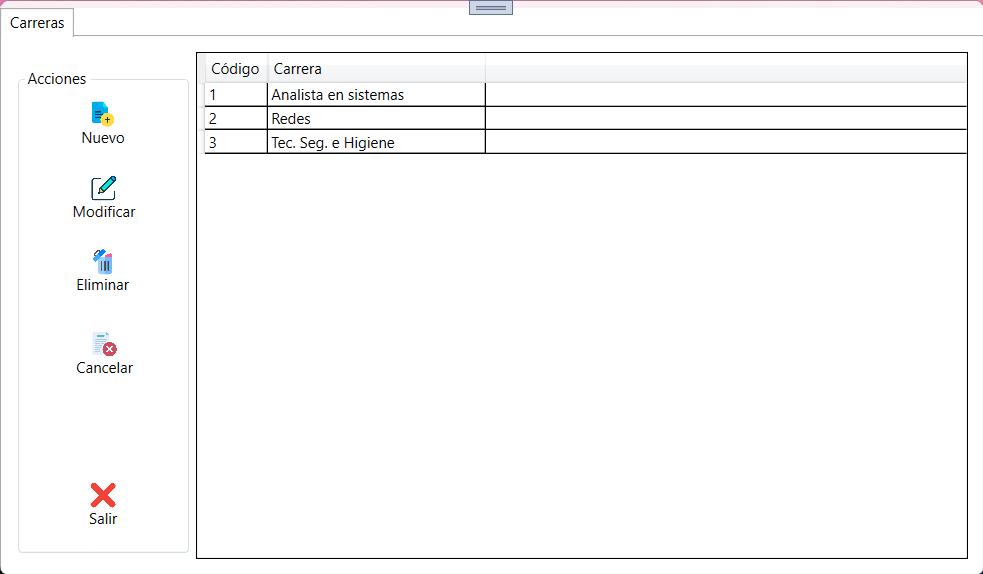 Carreras
Acciones
Nuevo
Modificar
Eliminar
Cancelar
Salir
Código Carrera
1 Analista en sistemas
2 Redes
3 Tec. Seg. e Higiene